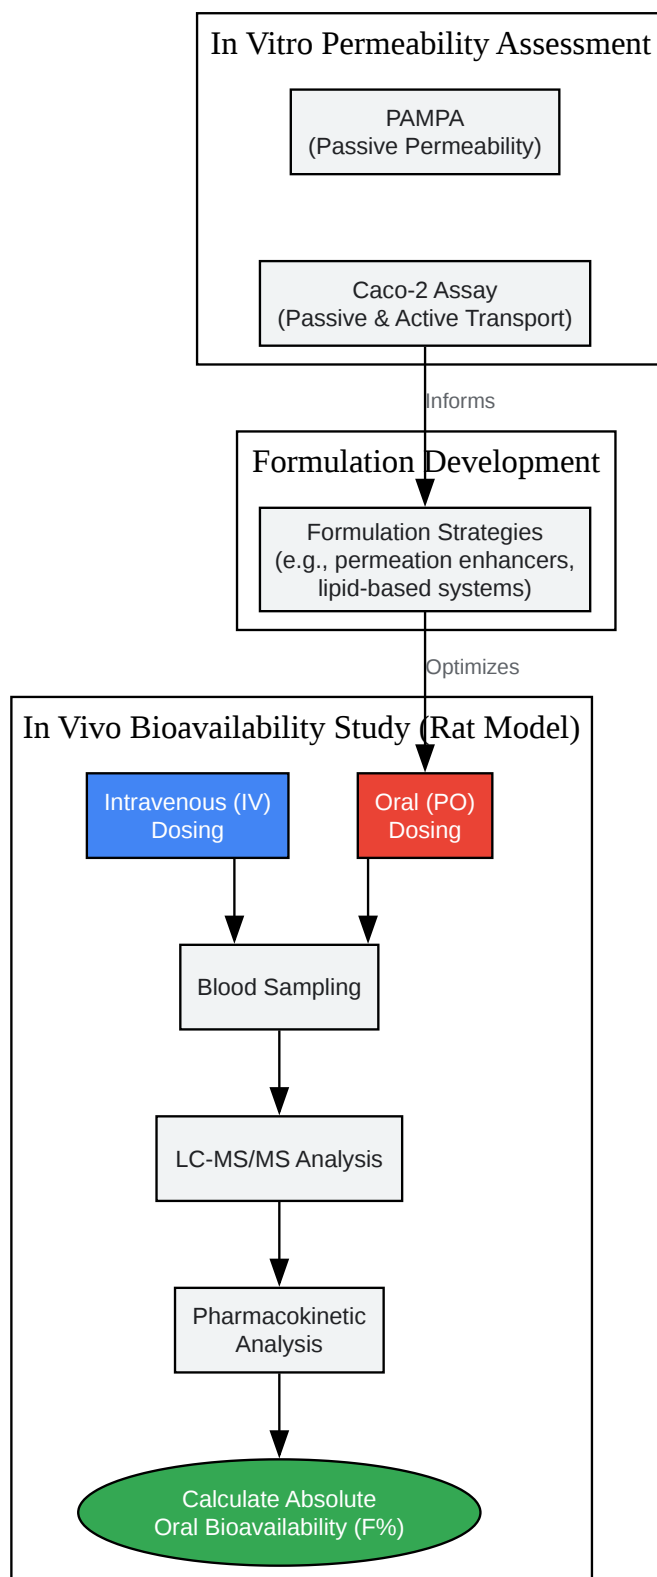 In Vitro Permeability Assessment
PAMPA
(Passive Permeability)
Caco-2 Assay
(Passive & Active Transport)
Informs
Formulation Development
Formulation Strategies
(e.g., permeation enhancers,
lipid-based systems)
Optimizes
In Vivo Bioavailability Study (Rat Model)
Intravenous (IV)
Dosing
Oral (PO)
Dosing
Blood Sampling
LC-MS/MS Analysis
Pharmacokinetic
Analysis
Calculate Absolute
Oral Bioavailability (F%)